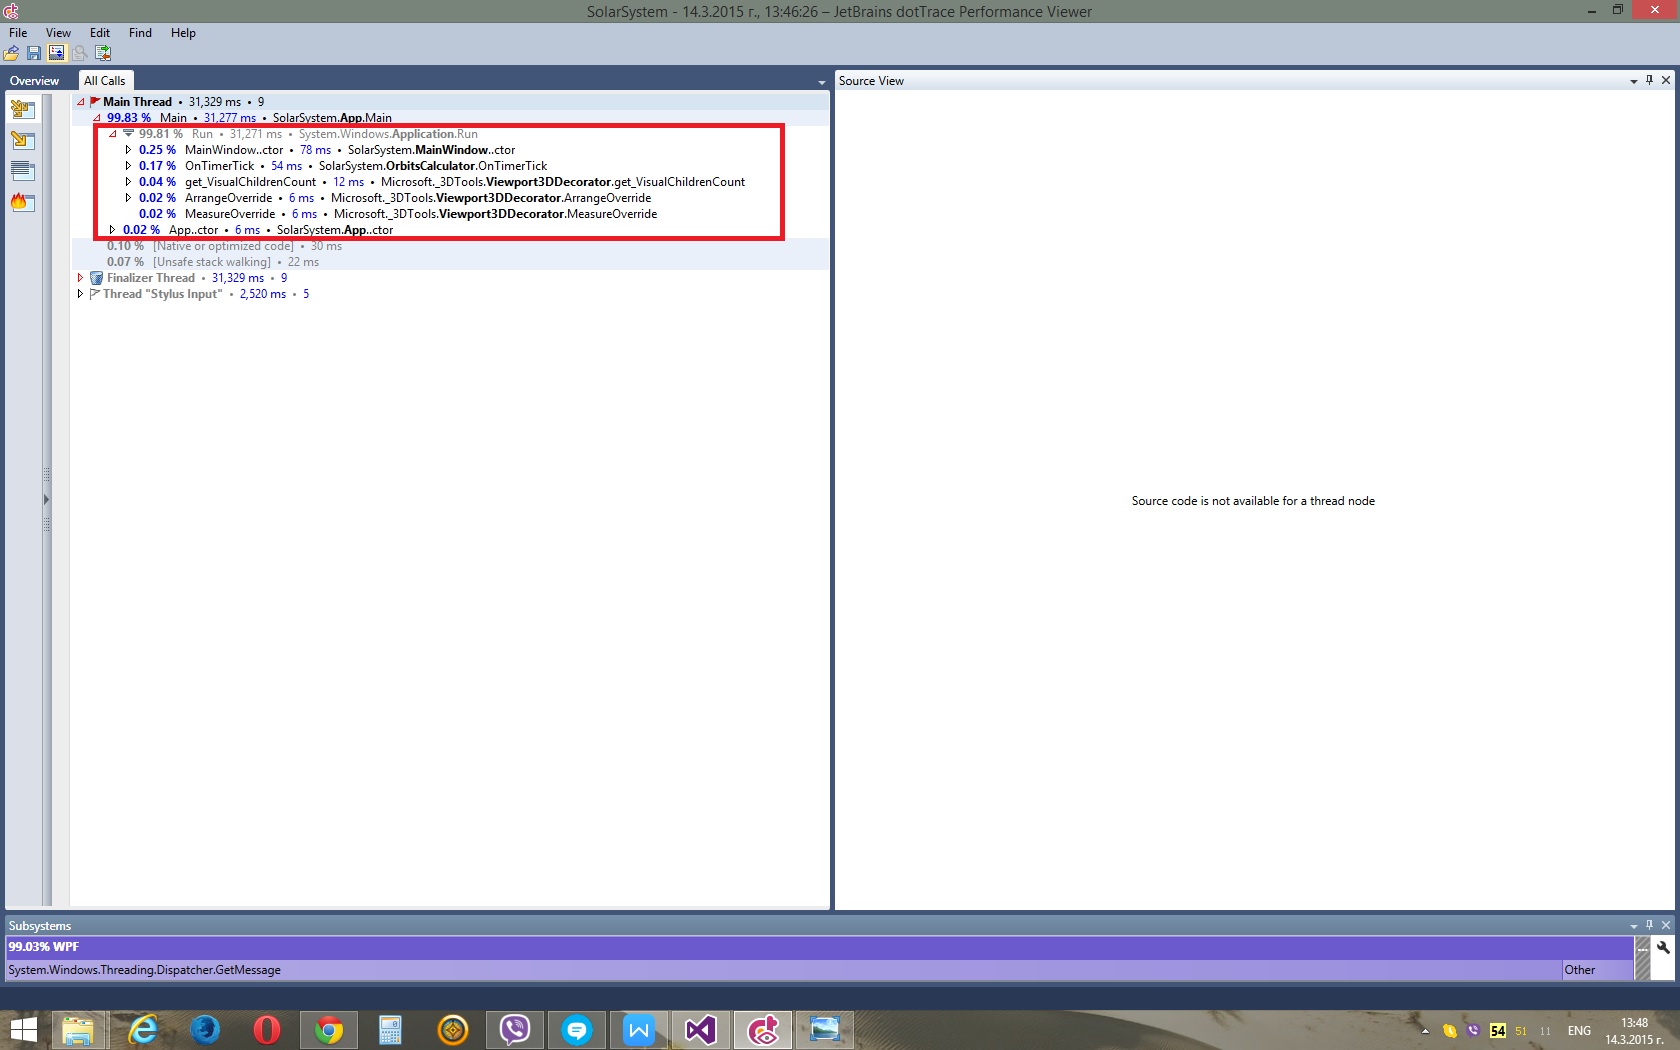 SolarSystem - 14.3.2015 г., 13:46:26 – JetBrains dotTrace Performance Viewer
File View Edit Find Help
Overview All Calls
Main Thread • 31,329 ms • 9
99.83 % Main • 31,277 ms • SolarSystem.App.Main
99.81 % Run • 31,271 ms • System.Windows.Application.Run
0.25 % MainWindow..ctor • 78 ms • SolarSystem.MainWindow..ctor
0.17 % OnTimerTick • 54 ms • SolarSystem.OrbitsCalculator.OnTimerTick
0.04 % get_VisualChildrenCount • 12 ms • Microsoft._3DTools.Viewport3DDecorator.get_VisualChildrenCount
0.02 % ArrangeOverride • 6 ms • Microsoft._3DTools.Viewport3DDecorator.ArrangeOverride
0.02 % MeasureOverride • 6 ms • Microsoft._3DTools.Viewport3DDecorator.MeasureOverride
0.02 % App..ctor • 6 ms • SolarSystem.App..ctor
0.10 % [Native or optimized code] • 30 ms
0.07 % [Unsafe stack walking] • 22 ms
Finalizer Thread • 31,329 ms • 9
Thread "Stylus Input" • 2,520 ms • 5
Source View
Source code is not available for a thread node
Subsystems
99.03% WPF
System.Windows.Threading.Dispatcher.GetMessage Other
54 51 11 ENG 13:48
14.3.2015 г.